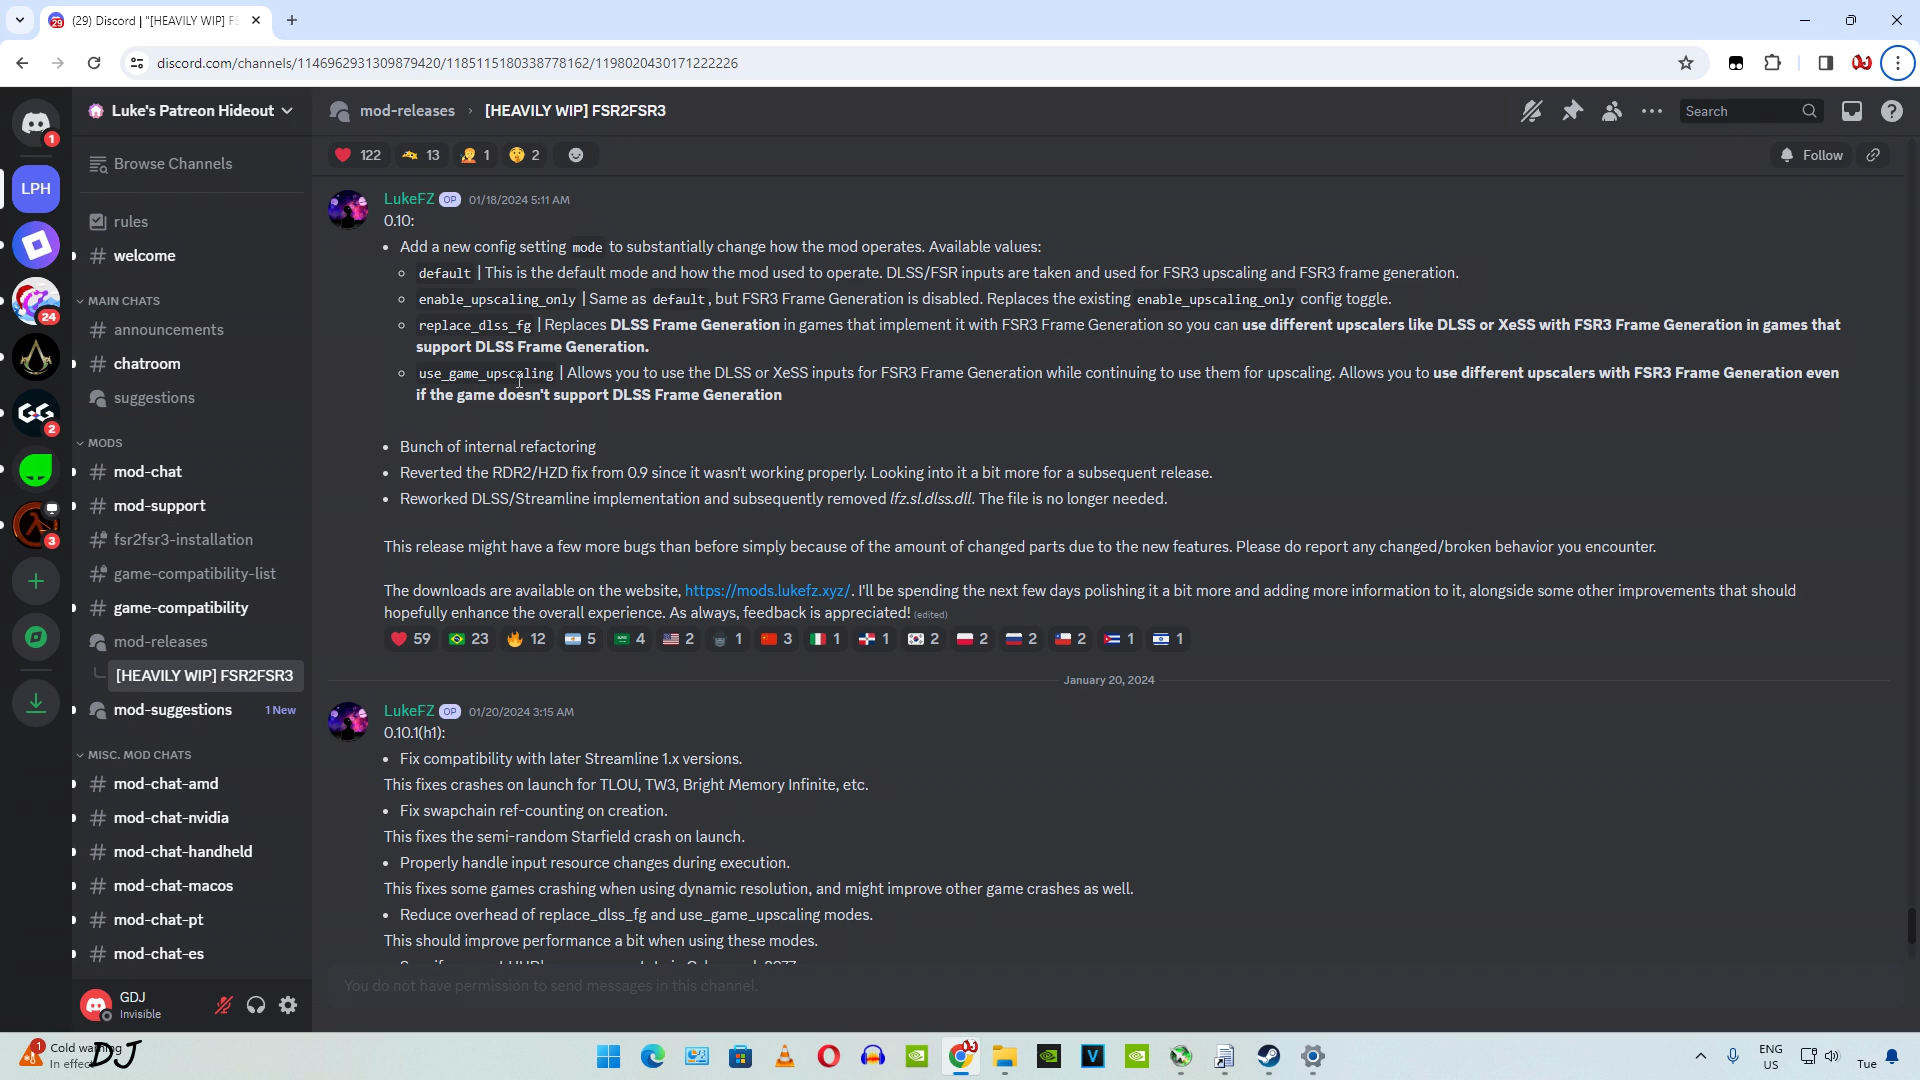 (29) Discord | "[HEAVILY WIP] FS
discord.com/channels/1146962931309879420/1185115180338778162/1198020430171222226
Luke's Patreon Hideout
mod-releases › [HEAVILY WIP] FSR2FSR3
Search
Browse Channels
122 13 1 2
Follow
1
LPH
24
GG
2
3
rules
welcome
MAIN CHATS
announcements
chatroom
suggestions
MODS
mod-chat
mod-support
fsr2fsr3-installation
game-compatibility-list
game-compatibility
mod-releases
[HEAVILY WIP] FSR2FSR3
mod-suggestions 1 New
MISC. MOD CHATS
mod-chat-amd
mod-chat-nvidia
mod-chat-handheld
mod-chat-macos
mod-chat-pt
mod-chat-es
GDJ
Invisible
LukeFZ OP 01/18/2024 5:11 AM
0.10:
• Add a new config setting mode to substantially change how the mod operates. Available values:
default | This is the default mode and how the mod used to operate. DLSS/FSR inputs are taken and used for FSR3 upscaling and FSR3 frame generation.
enable_upscaling_only | Same as default, but FSR3 Frame Generation is disabled. Replaces the existing enable_upscaling_only config toggle.
replace_dlss_fg | Replaces DLSS Frame Generation in games that implement it with FSR3 Frame Generation so you can use different upscalers like DLSS or XeSS with FSR3 Frame Generation in games that
support DLSS Frame Generation.
use_game_upscaling | Allows you to use the DLSS or XeSS inputs for FSR3 Frame Generation while continuing to use them for upscaling. Allows you to use different upscalers with FSR3 Frame Generation even
if the game doesn't support DLSS Frame Generation
• Bunch of internal refactoring
• Reverted the RDR2/HZD fix from 0.9 since it wasn't working properly. Looking into it a bit more for a subsequent release.
• Reworked DLSS/Streamline implementation and subsequently removed lfz.sl.dlss.dll. The file is no longer needed.
This release might have a few more bugs than before simply because of the amount of changed parts due to the new features. Please do report any changed/broken behavior you encounter.
The downloads are available on the website, https://mods.lukefz.xyz/. I'll be spending the next few days polishing it a bit more and adding more information to it, alongside some other improvements that should
hopefully enhance the overall experience. As always, feedback is appreciated! (edited)
59 23 12 5 4 2 1 3 1 1 2 2 2 2 1 1
January 20, 2024
LukeFZ OP 01/20/2024 3:15 AM
0.10.1(h1):
• Fix compatibility with later Streamline 1.x versions.
This fixes crashes on launch for TLOU, TW3, Bright Memory Infinite, etc.
• Fix swapchain ref-counting on creation.
This fixes the semi-random Starfield crash on launch.
• Properly handle input resource changes during execution.
This fixes some games crashing when using dynamic resolution, and might improve other game crashes as well.
• Reduce overhead of replace_dlss_fg and use_game_upscaling modes.
This should improve performance a bit when using these modes.
You do not have permission to send messages in this channel.
1
Cold warning
In effect
DJ
ENG
US
Tue